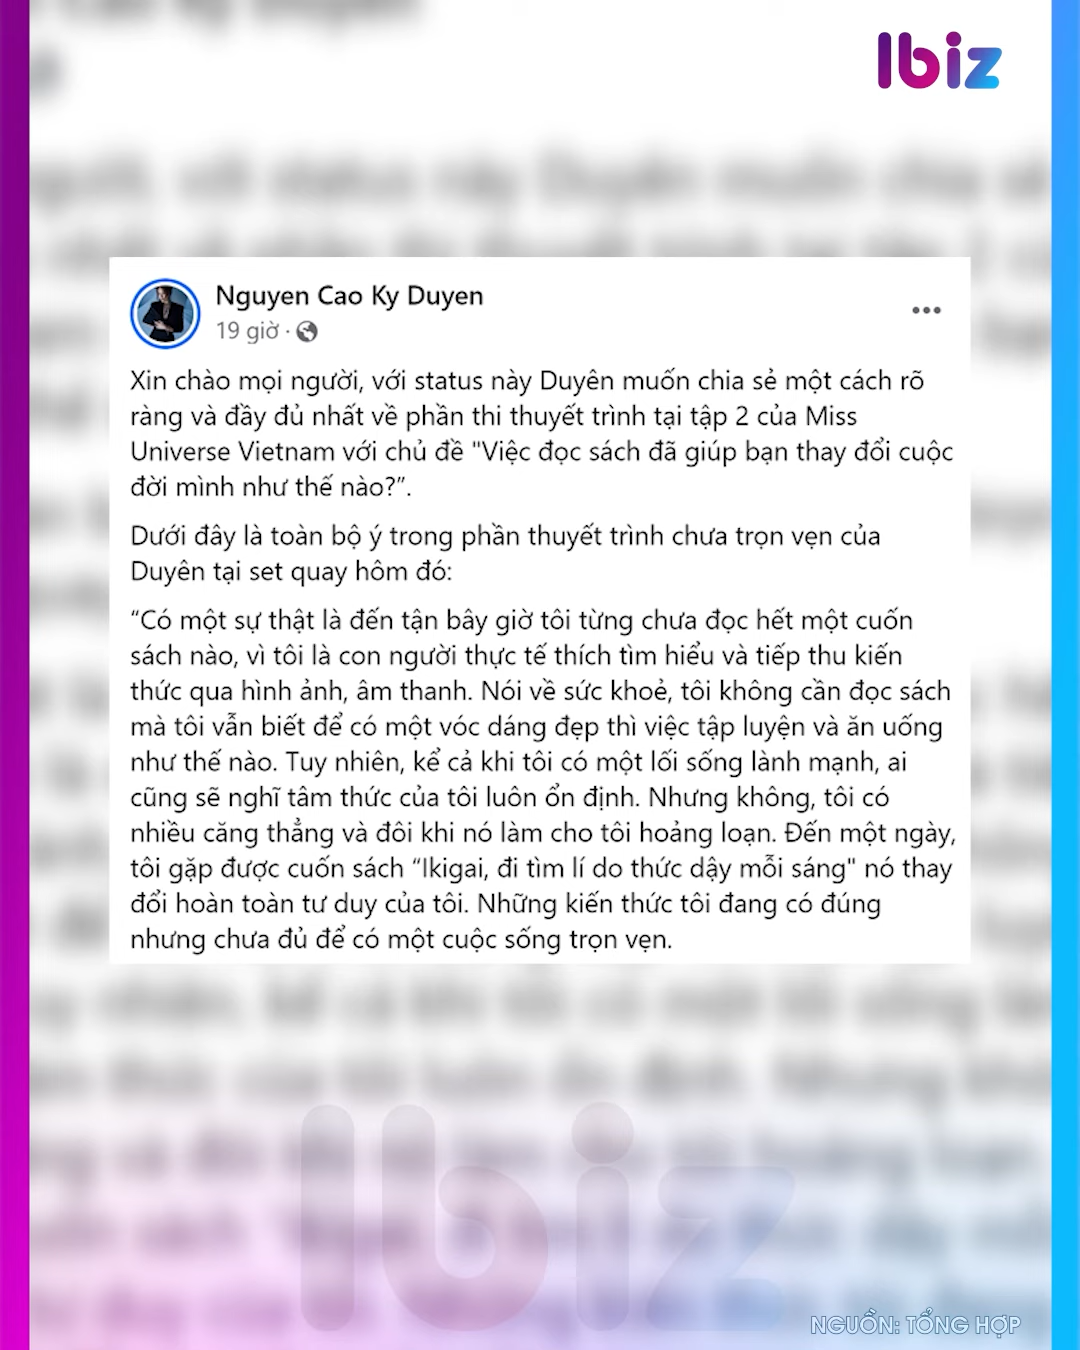 Ibiz
Nguyen Cao Ky Duyen
19 giờ ·
Xin chào mọi người, với status này Duyên muốn chia sẻ một cách rõ
ràng và đầy đủ nhất về phần thi thuyết trình tại tập 2 của Miss
Universe Vietnam với chủ đề "Việc đọc sách đã giúp bạn thay đổi cuộc
đời mình như thế nào?”.
Dưới đây là toàn bộ ý trong phần thuyết trình chưa trọn vẹn của
Duyên tại set quay hôm đó:
“Có một sự thật là đến tận bây giờ tôi từng chưa đọc hết một cuốn
sách nào, vì tôi là con người thực tế thích tìm hiểu và tiếp thu kiến
thức qua hình ảnh, âm thanh. Nói về sức khoẻ, tôi không cần đọc sách
mà tôi vẫn biết để có một vóc dáng đẹp thì việc tập luyện và ăn uống
như thế nào. Tuy nhiên, kể cả khi tôi có một lối sống lành mạnh, ai
cũng sẽ nghĩ tâm thức của tôi luôn ổn định. Nhưng không, tôi có
nhiều căng thẳng và đôi khi nó làm cho tôi hoảng loạn. Đến một ngày,
tôi gặp được cuốn sách “Ikigai, đi tìm lí do thức dậy mỗi sáng" nó thay
đổi hoàn toàn tư duy của tôi. Những kiến thức tôi đang có đúng
nhưng chưa đủ để có một cuộc sống trọn vẹn.
Ibiz
NGUỒN: TỔNG HỢP